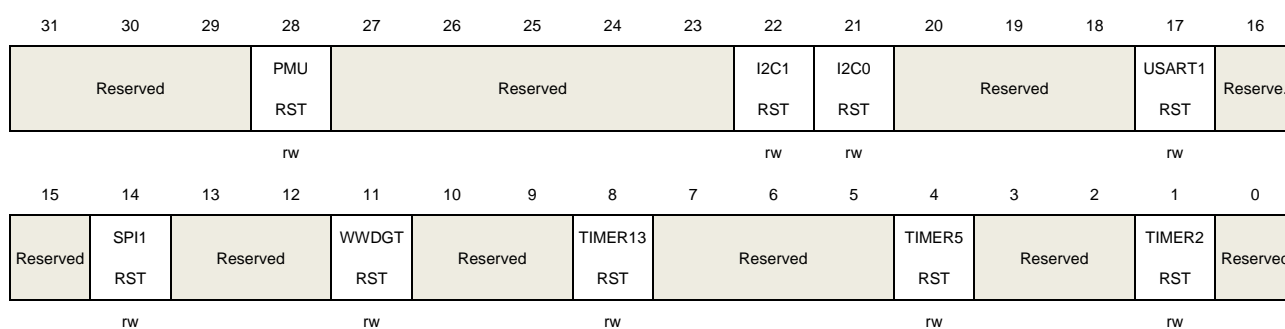 31 30 29 28 27 26 25 24 23 22 21 20 19 18 17 16
Reserved PMU RST Reserved I2C1 RST I2C0 RST Reserved USART1 RST Reserve.
rw rw rw rw
15 14 13 12 11 10 9 8 7 6 5 4 3 2 1 0
Reserved SPI1 RST Reserved WWDGT RST Reserved TIMER13 RST Reserved TIMER5 RST Reserved TIMER2 RST Reserved
rw rw rw rw rw